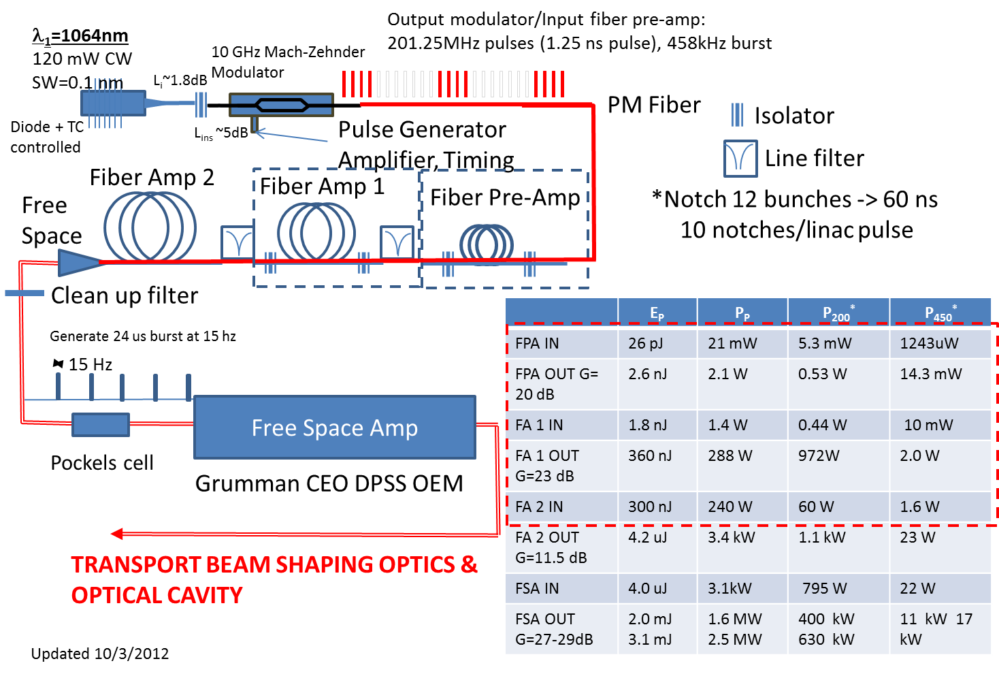 Output modulator/Input fiber pre-amp:
201.25MHz pulses (1.25 ns pulse), 458kHz burst
λ1=1064nm
120 mW CW
SW=0.1 nm
Li~1.8dB
10 GHz Mach-Zehnder
Modulator
Diode + TC
controlled
Lins ~5dB
Pulse Generator
Amplifier, Timing
PM Fiber
Isolator
Line filter
*Notch 12 bunches -> 60 ns
10 notches/linac pulse
Fiber Amp 2
Fiber Amp 1
Fiber Pre-Amp
Free
Space
Clean up filter
Generate 24 us burst at 15 hz
15 Hz
Free Space Amp
Pockels cell
Grumman CEO DPSS OEM
TRANSPORT BEAM SHAPING OPTICS &
OPTICAL CAVITY
Updated 10/3/2012
EP PP P200* P450*
FPA IN 26 pJ 21 mW 5.3 mW 1243uW
FPA OUT G= 2.6 nJ 2.1 W 0.53 W 14.3 mW
20 dB
FA 1 IN 1.8 nJ 1.4 W 0.44 W 10 mW
FA 1 OUT 360 nJ 288 W 972W 2.0 W
G=23 dB
FA 2 IN 300 nJ 240 W 60 W 1.6 W
FA 2 OUT 4.2 uJ 3.4 kW 1.1 kW 23 W
G=11.5 dB
FSA IN 4.0 uJ 3.1kW 795 W 22 W
FSA OUT 2.0 mJ 1.6 MW 400 kW 11 kW 17
G=27-29dB 3.1 mJ 2.5 MW 630 kW kW